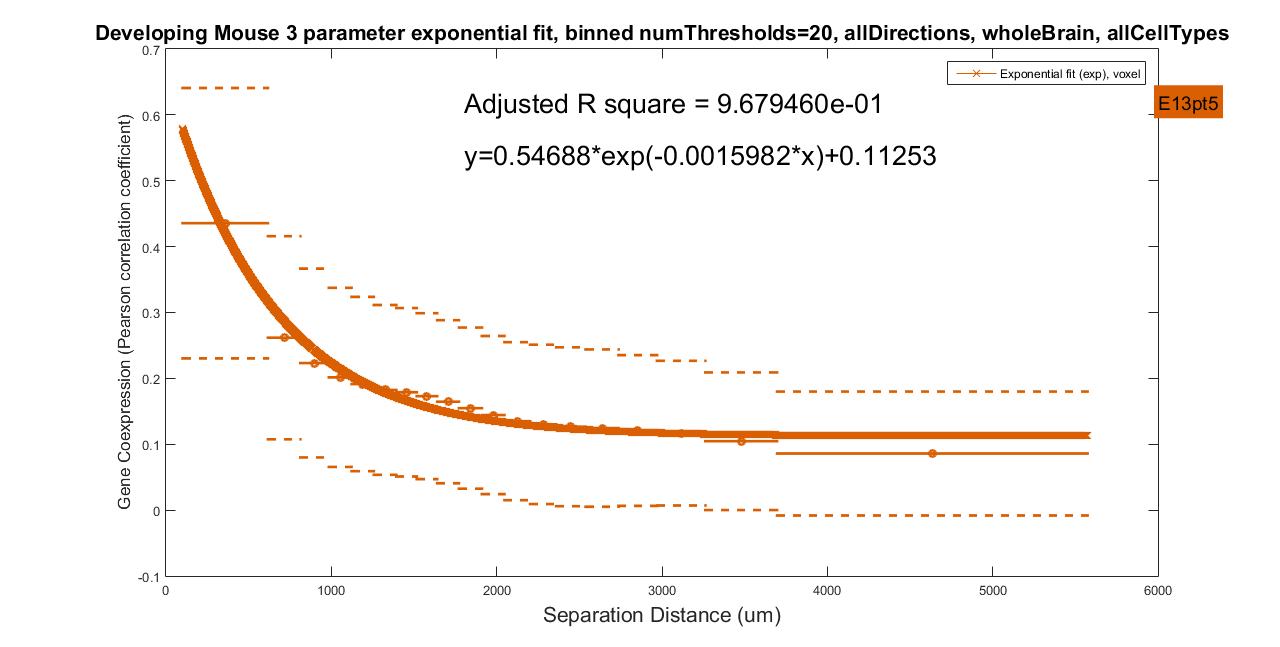 Developing Mouse 3 parameter exponential fit, binned numThresholds=20, allDirections, wholeBrain, allCellTypes
Exponential fit (exp), voxel
E13pt5
Adjusted R square = 9.679460e-01
y=0.54688*exp(-0.0015982*x)+0.11253
Gene Coexpression (Pearson correlation coefficient)
0.7
0.6
0.5
0.4
0.3
0.2
0.1
0
-0.1
0 1000 2000 3000 4000 5000 6000
Separation Distance (um)